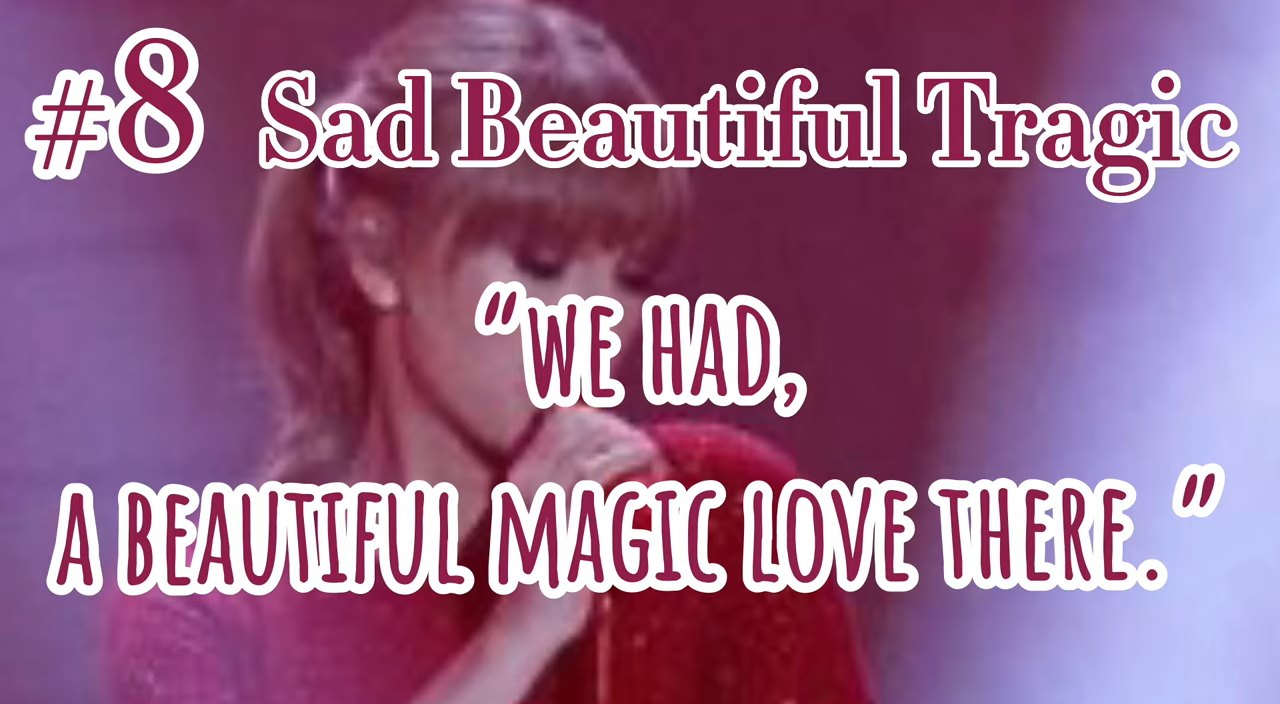 #8 Sad Beautiful Tragic
"WE HAD,
A BEAUTIFUL MAGIC LOVE THERE."